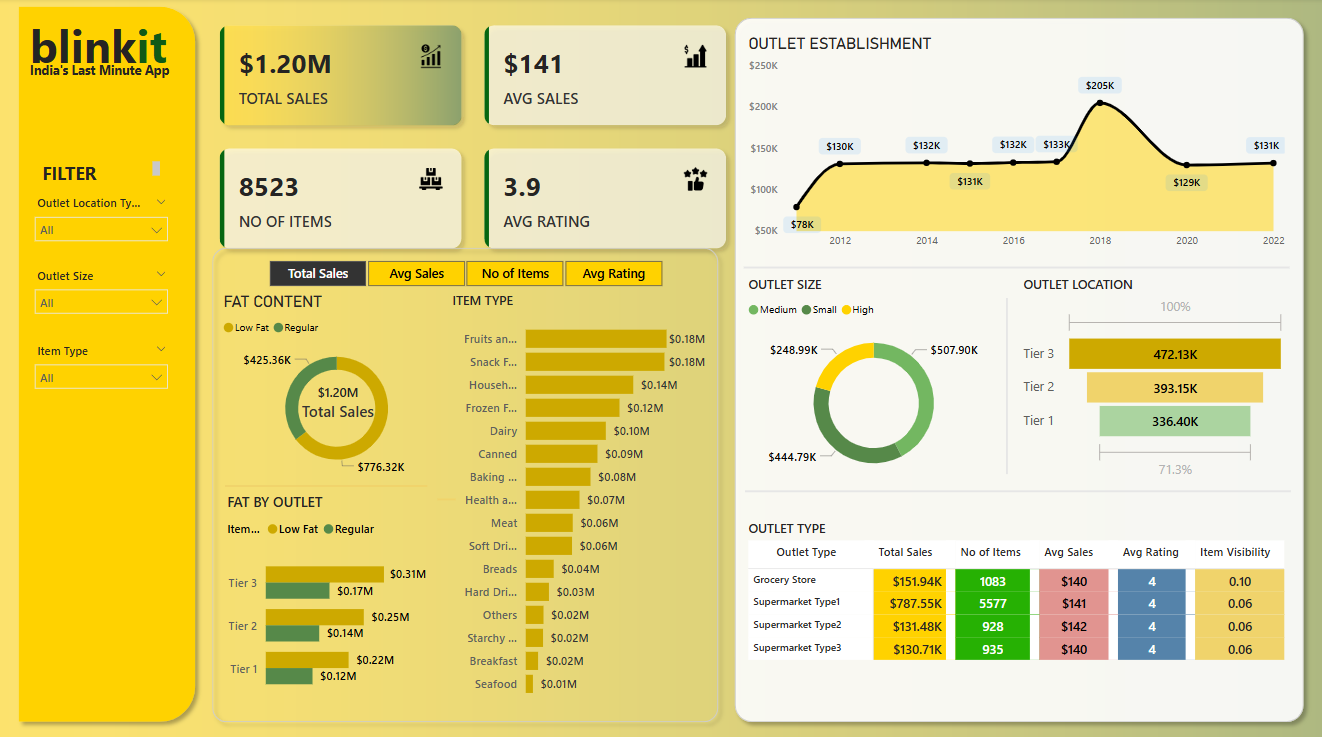 blinkit
India's Last Minute App
FILTER
Outlet Location Ty...
All
Outlet Size
All
Item Type
All
$1.20M
TOTAL SALES
$141
AVG SALES
8523
NO OF ITEMS
3.9
AVG RATING
Total Sales
Avg Sales
No of Items
Avg Rating
FAT CONTENT
Low Fat Regular
$425.36K
$1.20M
Total Sales
$776.32K
FAT BY OUTLET
Item... Low Fat Regular
Tier 3 $0.31M
$0.17M
Tier 2 $0.25M
$0.14M
Tier 1 $0.22M
$0.12M
ITEM TYPE
Fruits an... $0.18M
Snack F... $0.18M
Househ... $0.14M
Frozen F... $0.12M
Dairy $0.10M
Canned $0.09M
Baking ... $0.08M
Health a... $0.07M
Meat $0.06M
Soft Dri... $0.06M
Breads $0.04M
Hard Dri... $0.03M
Others $0.02M
Starchy ... $0.02M
Breakfast $0.02M
Seafood $0.01M
OUTLET ESTABLISHMENT
$250K
$200K
$150K
$100K
$50K
$78K
$130K
$132K
$131K
$132K
$133K
$205K
$129K
$131K
2012 2014 2016 2018 2020 2022
OUTLET SIZE
Medium Small High
$248.99K
$507.90K
$444.79K
OUTLET LOCATION
100%
Tier 3 472.13K
Tier 2 393.15K
Tier 1 336.40K
71.3%
OUTLET TYPE
Outlet Type Total Sales No of Items Avg Sales Avg Rating Item Visibility
Grocery Store $151.94K 1083 $140 4 0.10
Supermarket Type1 $787.55K 5577 $141 4 0.06
Supermarket Type2 $131.48K 928 $142 4 0.06
Supermarket Type3 $130.71K 935 $140 4 0.06